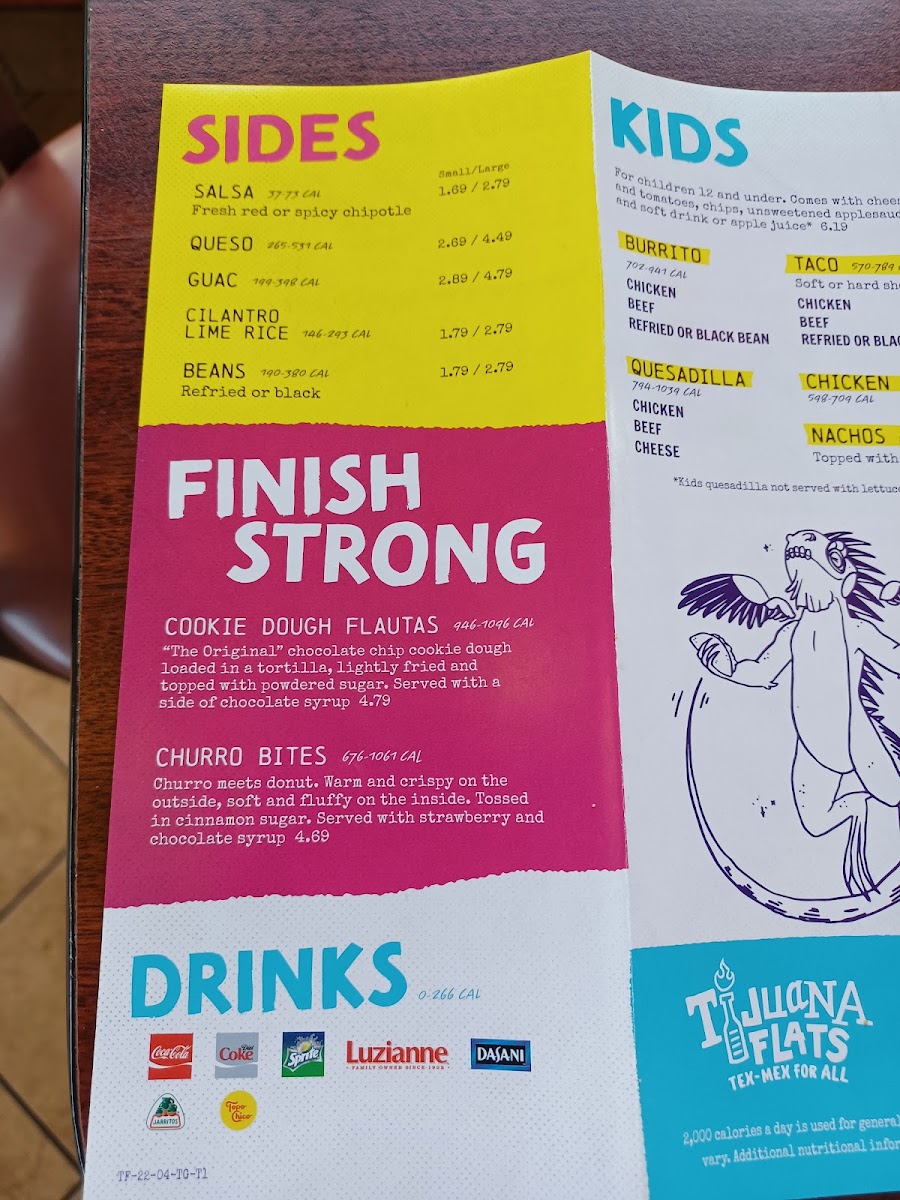 SIDES
Small/Large
SALSA 37-73 CAL 1.69 / 2.79
Fresh red or spicy chipotle
QUESO 265-531 CAL 2.69 / 4.49
GUAC 199-398 CAL 2.89 / 4.79
CILANTRO
LIME RICE 146-293 CAL 1.79 / 2.79
BEANS 190-380 CAL 1.79 / 2.79
Refried or black
FINISH
STRONG
COOKIE DOUGH FLAUTAS 946-1096 CAL
“The Original” chocolate chip cookie dough
loaded in a tortilla, lightly fried and
topped with powdered sugar. Served with a
side of chocolate syrup 4.79
CHURRO BITES 676-1061 CAL
Churro meets donut. Warm and crispy on the
outside, soft and fluffy on the inside. Tossed
in cinnamon sugar. Served with strawberry and
chocolate syrup 4.69
DRINKS 0-266 CAL
Coca-Cola
Diet Coke
Sprite
Luzianne
FAMILY OWNED SINCE 1902
DASANI
JARRITOS
Topo Chico
TF-22-04-TG-T1
KIDS
For children 12 and under. Comes with
and tomatoes, chips, unsweetened
and soft drink or apple juice* 6.19
BURRITO
702-941 CAL
CHICKEN
BEEF
REFRIED OR BLACK BEAN
TACO 570-789
Soft or hard
CHICKEN
BEEF
REFRIED OR
QUESADILLA
794-1039 CAL
CHICKEN
BEEF
CHEESE
CHICKEN
598-709 CAL
NACHOS
Topped with
*Kids quesadilla not served with
TIJUANA
FLATS
TEX-MEX FOR ALL
2,000 calories a day is used for
vary. Additional nutritional